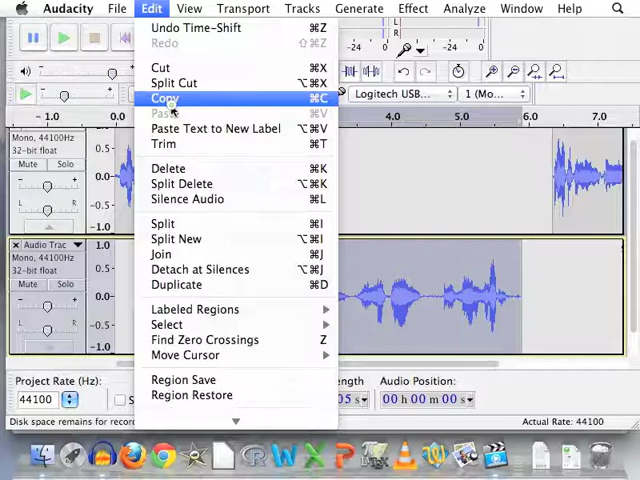 Audacity File Edit View Transport Tracks Generate Effect Analyze Window Help
Undo Time-Shift ⌘Z
Redo ⇧⌘Z
L
R
-24 0 -24 0
Cut ⌘X
Split Cut ⌥⌘X
Copy ⌘C
Logitech USB... 1 (Mo...
Paste ⌘V
-1.0 0 4.0 5.0 6.0 7.0
Paste Text to New Label ⌥⌘V
Trim ⌘T
Mono, 44100Hz
32-bit float
Mute Solo
0.5
0.0
-0.5
-1.0
Delete ⌘K
Split Delete ⌥⌘K
Silence Audio ⌘L
Split ⌘I
Split New ⌥⌘I
Join ⌘J
Detach at Silences ⌥⌘J
Duplicate ⌘D
Audio Trac
Mono, 44100Hz
32-bit float
Mute Solo
1.0
0.5
0.0
-0.5
-1.0
Labeled Regions
Select
Find Zero Crossings Z
Move Cursor
Region Save
Region Restore
Project Rate (Hz):
44100
Length
05 s
Audio Position:
00 h 00 m 00 s
Disk space remains for recor
Actual Rate: 44100